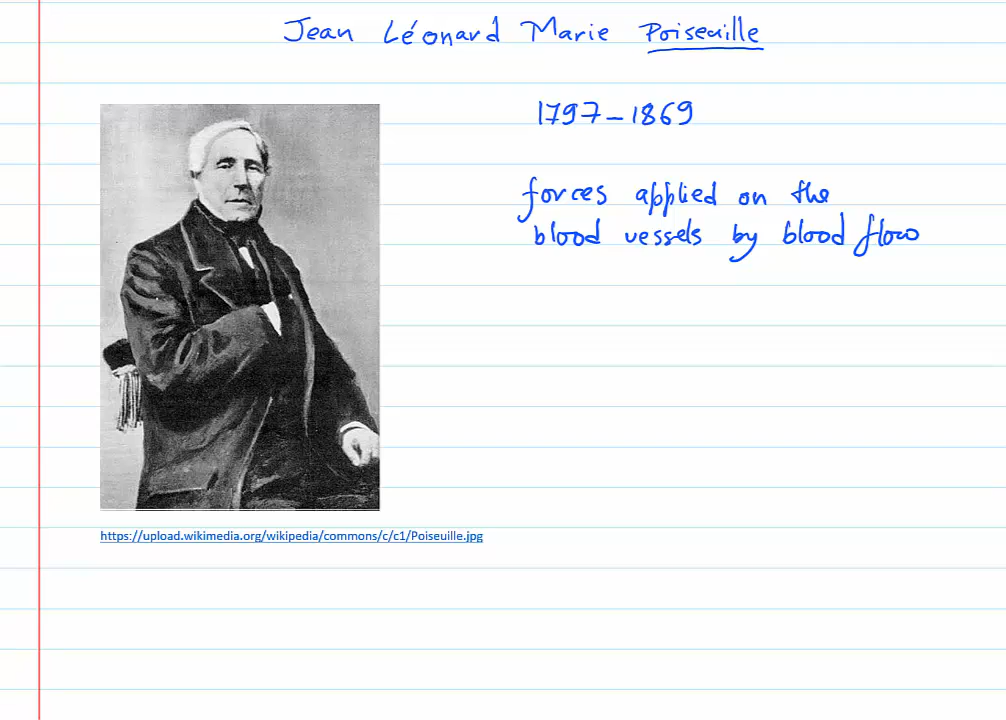 Jean Léonard Marie Poiseuille
1797-1869
forces applied on the
blood vessels by blood flow
https://upload.wikimedia.org/wikipedia/commons/c/c1/Poiseuille.jpg